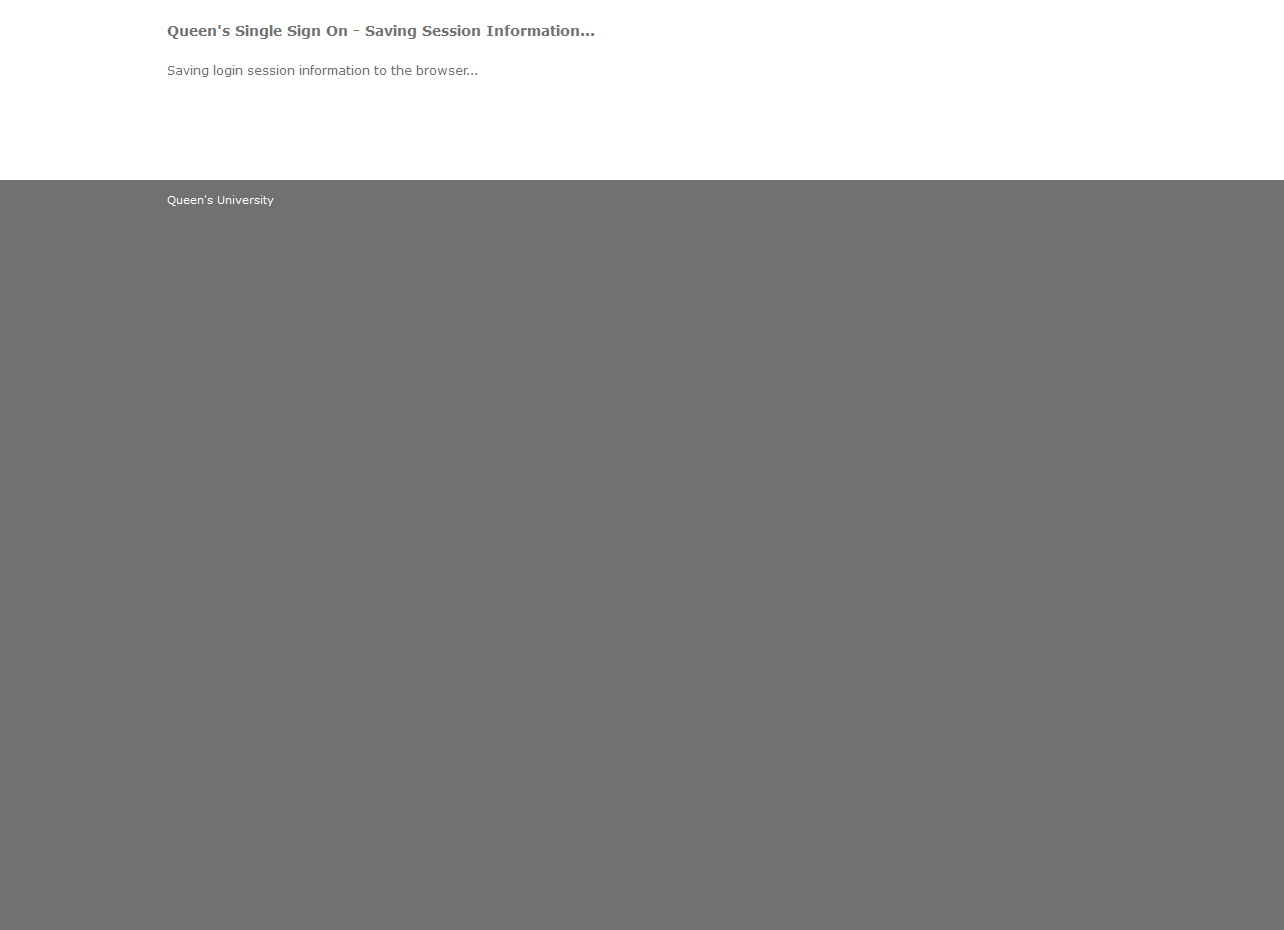 Queen's Single Sign On - Saving Session Information...
Saving login session information to the browser...
Queen's University